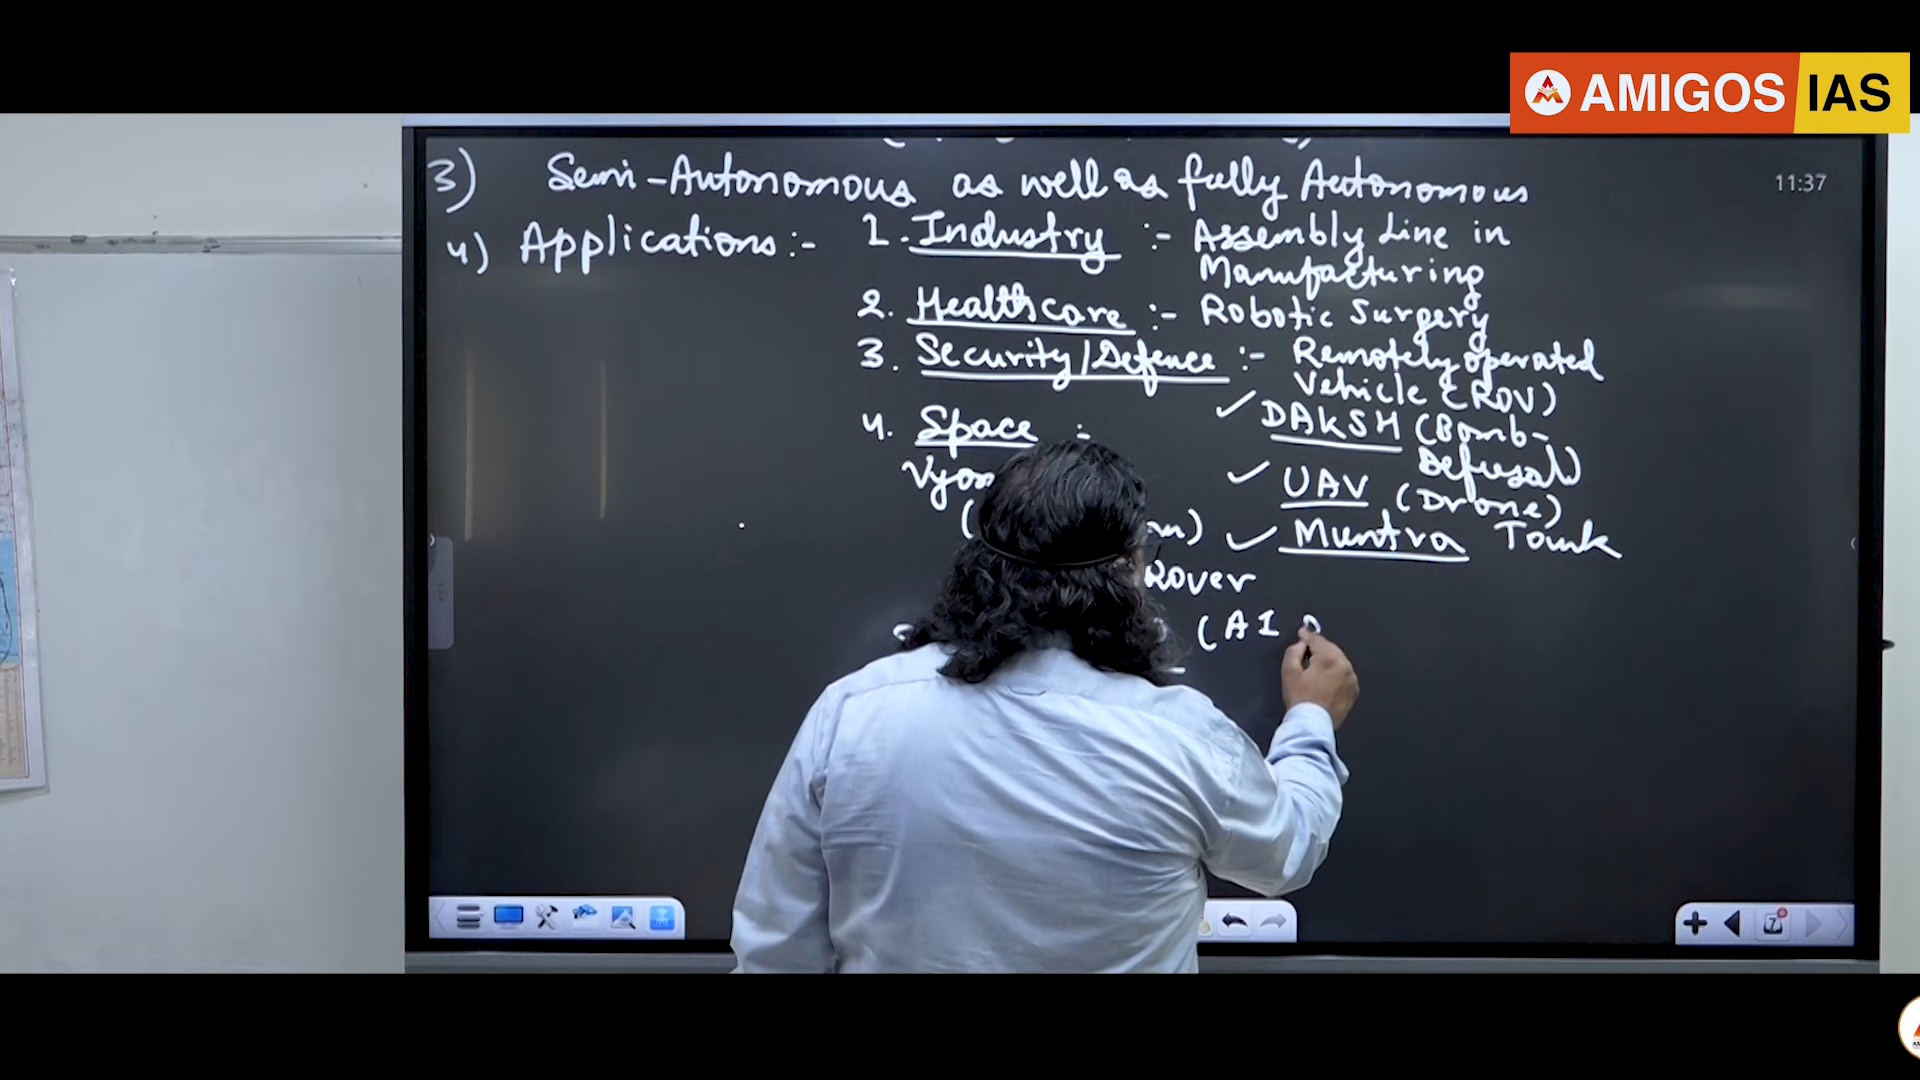 AMIGOS IAS
11:37
3) Semi-Autonomous as well as fully Autonomous
4) Applications :- 1. Industry :- Assembly Line in
Manufacturing
2. Healthcare :- Robotic Surgery
3. Security/Defence :- Remotely operated
Vehicle (ROV)
✓ DAKSH (Bomb-
Defusal)
✓ UAV (Drone)
✓ Muntra Tank
4. Space :-
Rover
(AI
7